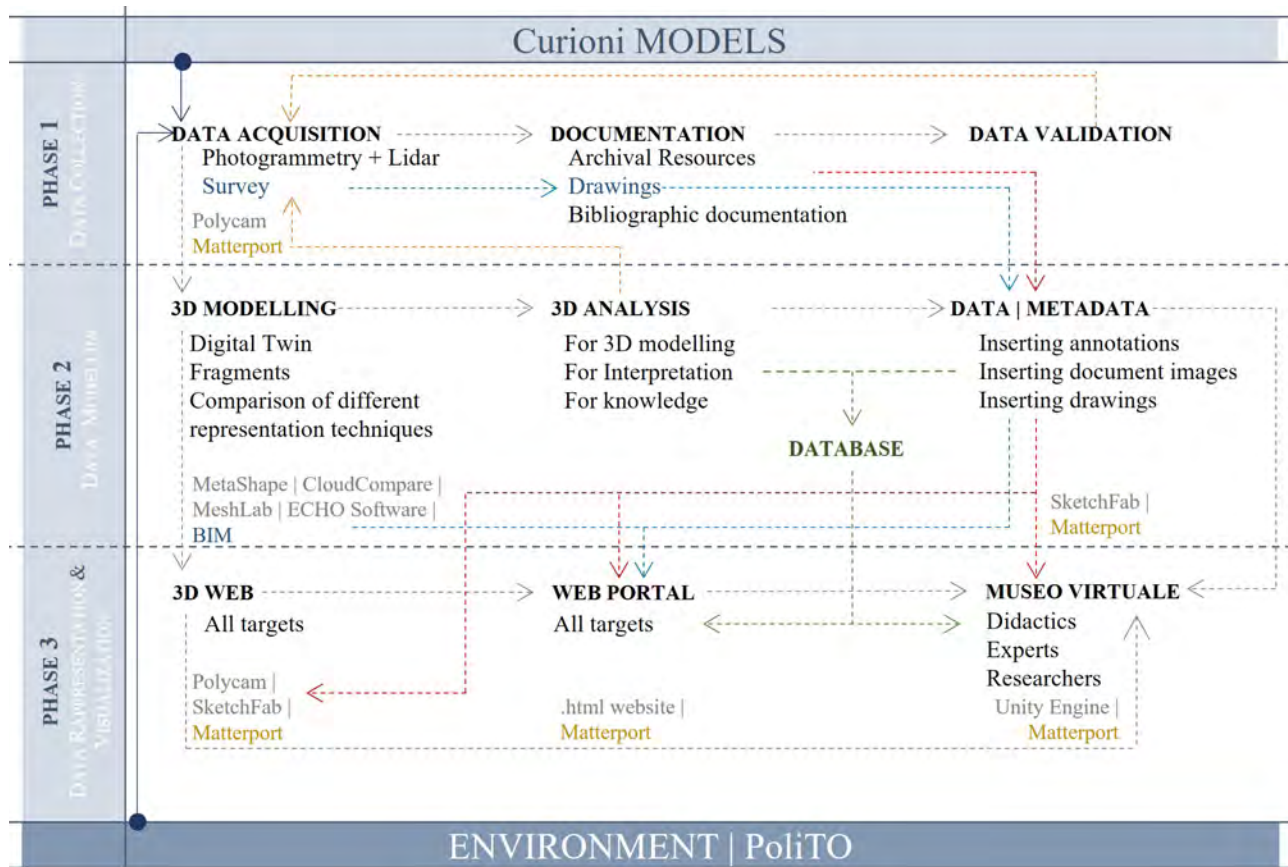 Curioni MODELS
PHASE 1
DATA COLLECTION
DATA ACQUISITION
Photogrammetry + Lidar
Survey
Polycam
Matterport
DOCUMENTATION
Archival Resources
Drawings
Bibliographic documentation
DATA VALIDATION
PHASE 2
DATA MODELLIN
3D MODELLING
Digital Twin
Fragments
Comparison of different
representation techniques
MetaShape | CloudCompare |
MeshLab | ECHO Software |
BIM
3D ANALYSIS
For 3D modelling
For Interpretation
For knowledge
DATA | METADATA
Inserting annotations
Inserting document images
Inserting drawings
DATABASE
SketchFab |
Matterport
PHASE 3
DATA RAPPRESENTATION &
VISUALIZATION
3D WEB
All targets
Polycam |
SketchFab |
Matterport
WEB PORTAL
All targets
.html website |
Matterport
MUSEO VIRTUALE
Didactics
Experts
Researchers
Unity Engine |
Matterport
ENVIRONMENT | PoliTO